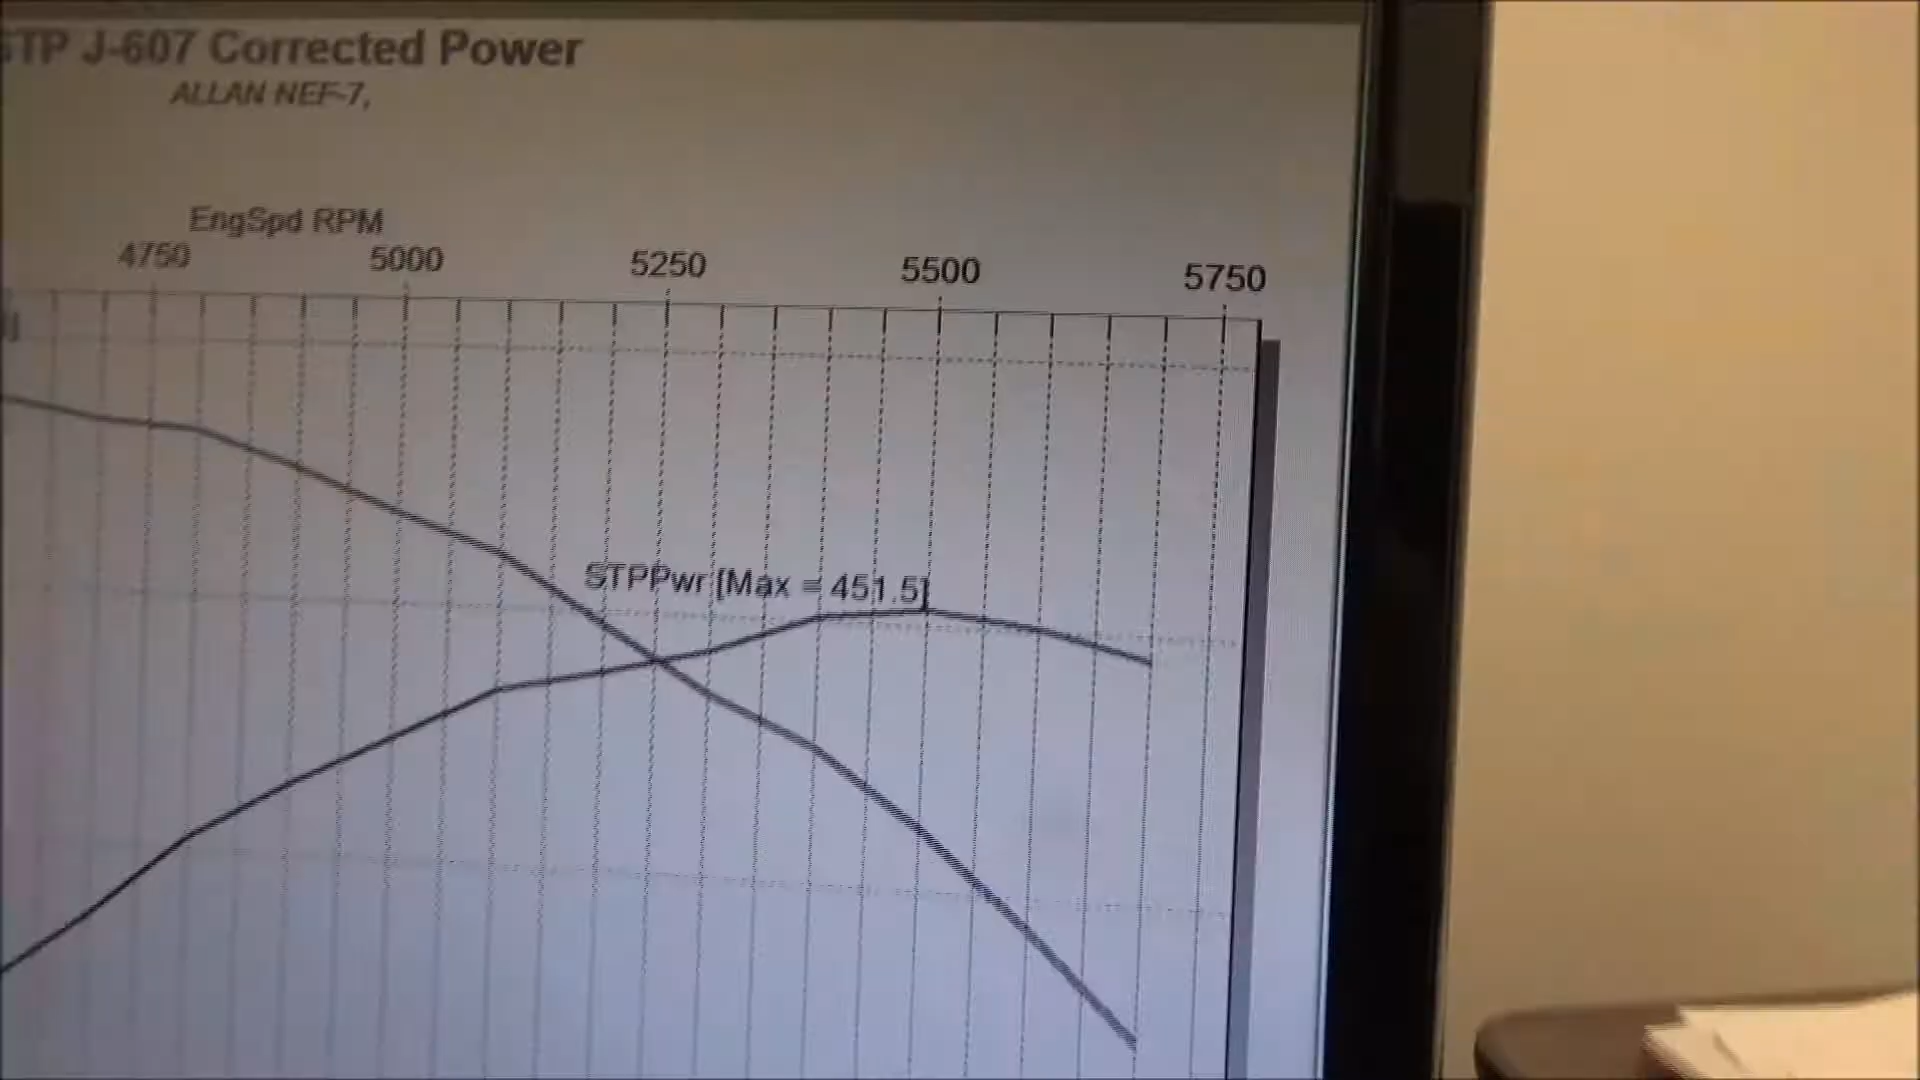 STP J-607 Corrected Power
ALLAN NEF-7,
EngSpd RPM
4750 5000 5250 5500 5750
STPPwr [Max = 451.5]